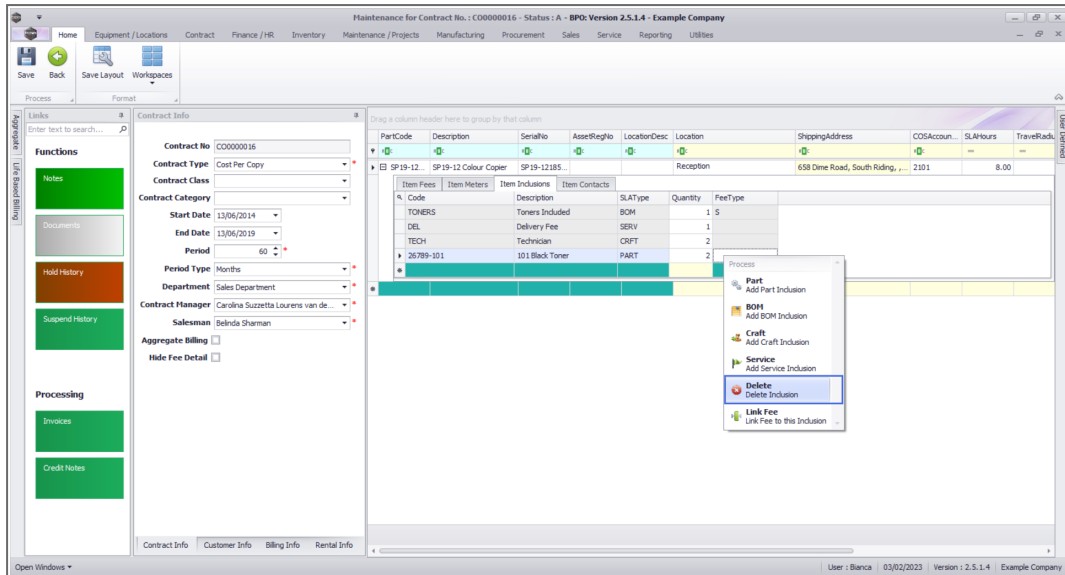 Maintenance for Contract No. : CO0000016 - Status : A - BPO: Version 2.5.1.4 - Example Company
Home Equipment / Locations Contract Finance / HR Inventory Maintenance / Projects Manufacturing Procurement Sales Service Reporting Utilities
Save Back Save Layout Workspaces
Process Format
Aggregate
Life Based Billing
Links
Enter text to search...
Functions
Notes
Documents
Hold History
Suspend History
Processing
Invoices
Credit Notes
Contract Info
Contract No CO0000016
Contract Type Cost Per Copy
Contract Class
Contract Category
Start Date 13/06/2014
End Date 13/06/2019
Period 60
Period Type Months
Department Sales Department
Contract Manager Carolina Suzzetta Lourens van de...
Salesman Belinda Sharman
Aggregate Billing
Hide Fee Detail
Contract Info Customer Info Billing Info Rental Info
Drag a column header here to group by that column
PartCode Description SerialNo AssetRegNo LocationDesc Location ShippingAddress COSAccoun... SLAHours TravelRadiu
SP19-12... SP19-12 Colour Copier SP19-12185... Reception 658 Dime Road, South Riding, ,... 2101 8.00
Item Fees Item Meters Item Inclusions Item Contacts
Code Description SLAType Quantity FeeType
TONERS Toners Included BOM 1 S
DEL Delivery Fee SERV 1
TECH Technician CRFT 2
26789-101 101 Black Toner PART 2
Process
Part
Add Part Inclusion
BOM
Add BOM Inclusion
Craft
Add Craft Inclusion
Service
Add Service Inclusion
Delete
Delete Inclusion
Link Fee
Link Fee to this Inclusion
User Defined
Open Windows
User : Bianca 03/02/2023 Version : 2.5.1.4 Example Company